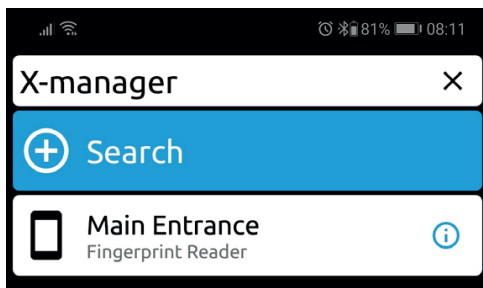 81% 08:11
X-manager
Search
Main Entrance
Fingerprint Reader